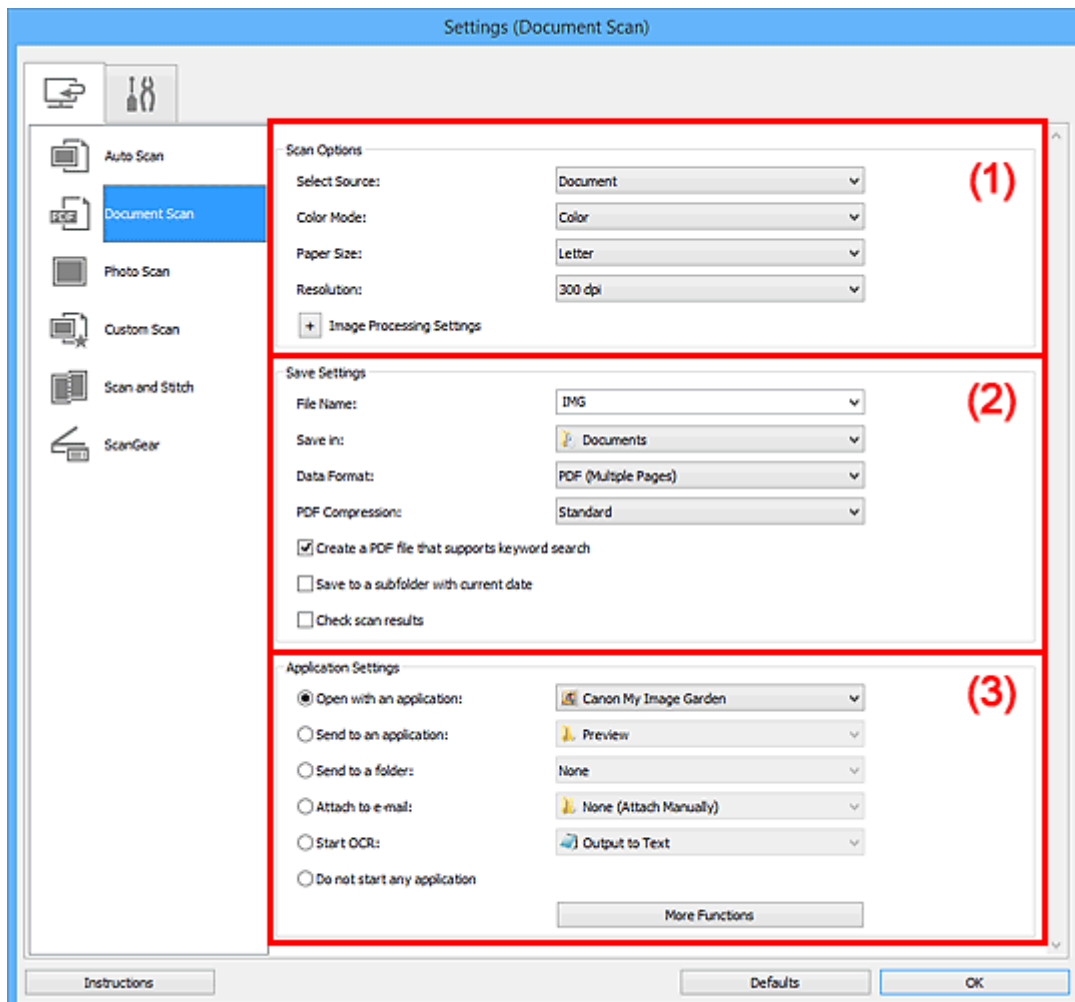 Settings (Document Scan)
Auto Scan
Document Scan
Photo Scan
Custom Scan
Scan and Stitch
ScanGear
Scan Options
(1)
Select Source: Document
Color Mode: Color
Paper Size: Letter
Resolution: 300 dpi
+ Image Processing Settings
Save Settings
(2)
File Name: IMG
Save in: Documents
Data Format: PDF (Multiple Pages)
PDF Compression: Standard
Create a PDF file that supports keyword search
Save to a subfolder with current date
Check scan results
Application Settings
(3)
Open with an application: Canon My Image Garden
Send to an application: Preview
Send to a folder: None
Attach to e-mail: None (Attach Manually)
Start OCR: Output to Text
Do not start any application
More Functions
Instructions Defaults OK